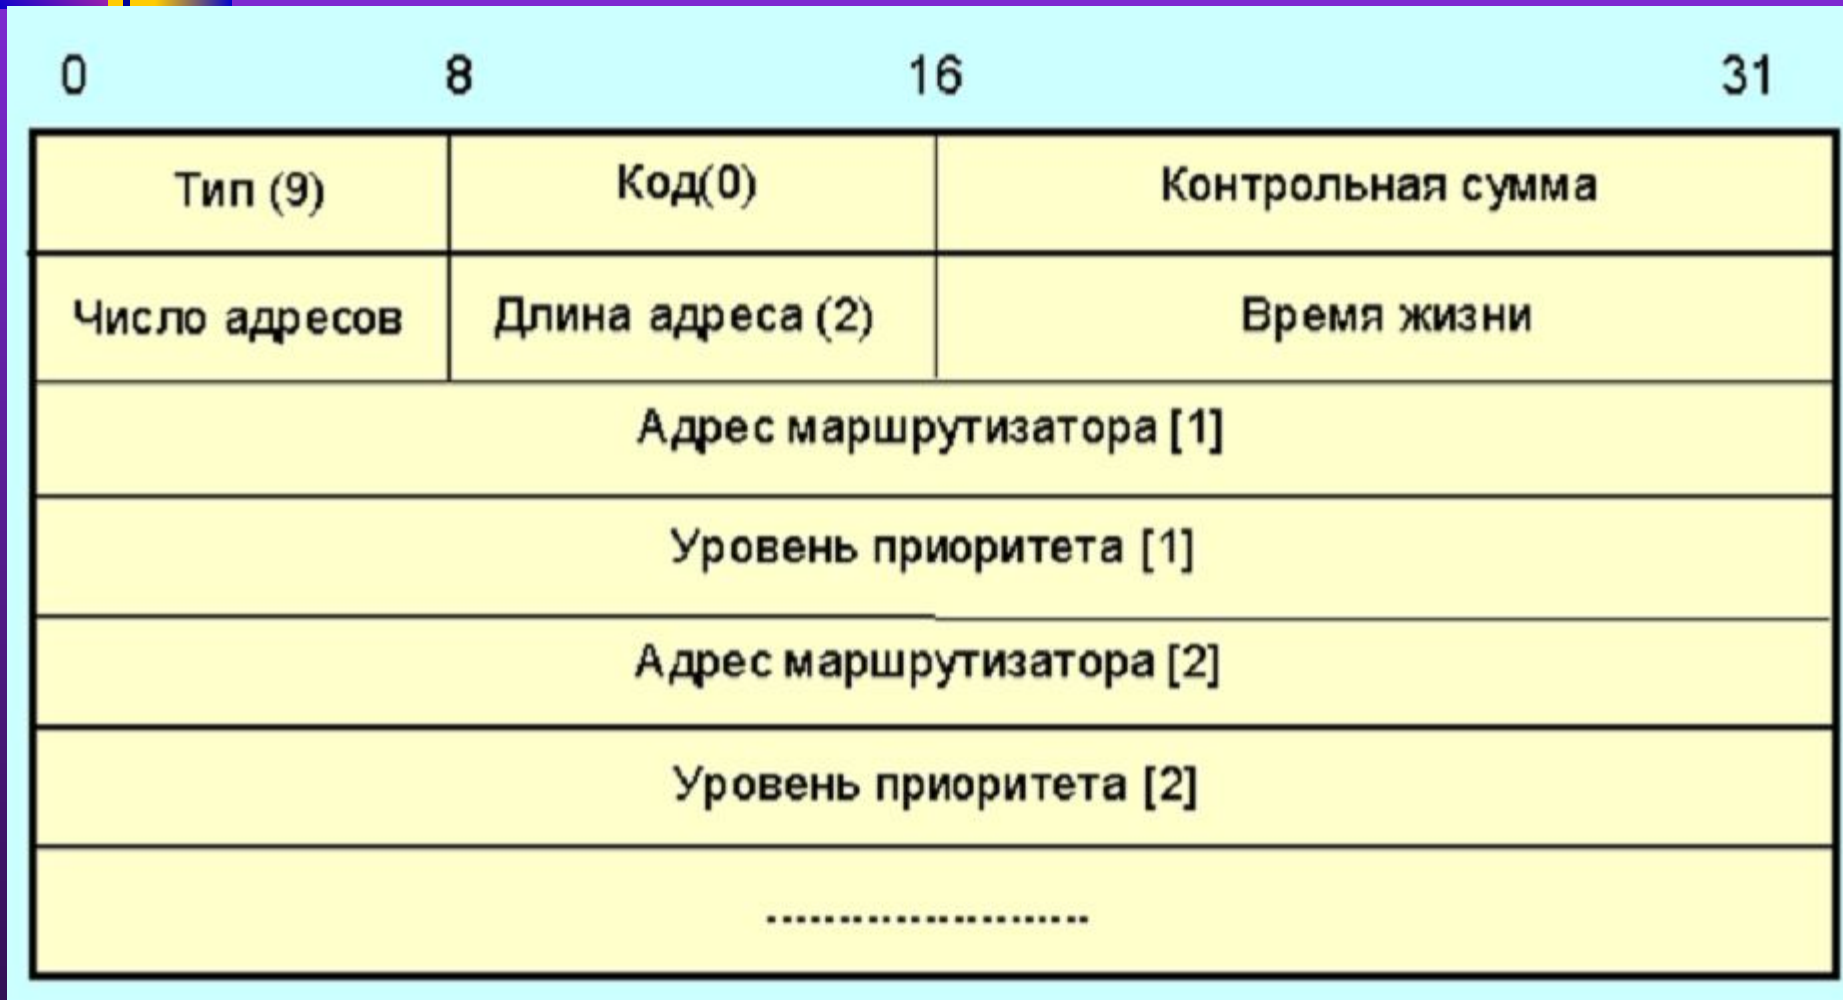 0 8 16 31
Тип (9) Код(0) Контрольная сумма
Число адресов Длина адреса (2) Время жизни
Адрес маршрутизатора [1]
Уровень приоритета [1]
Адрес маршрутизатора [2]
Уровень приоритета [2]
.......................